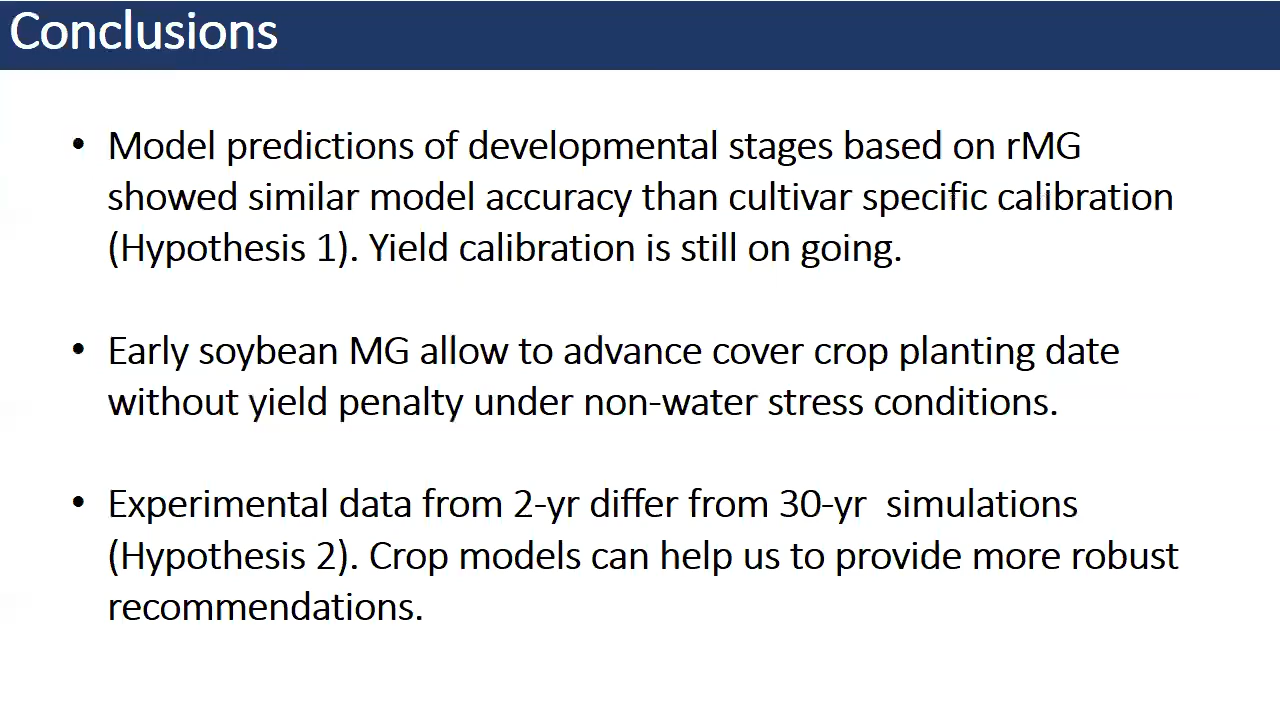 Conclusions
• Model predictions of developmental stages based on rMG
showed similar model accuracy than cultivar specific calibration
(Hypothesis 1). Yield calibration is still on going.
• Early soybean MG allow to advance cover crop planting date
without yield penalty under non-water stress conditions.
• Experimental data from 2-yr differ from 30-yr  simulations
(Hypothesis 2). Crop models can help us to provide more robust
recommendations.